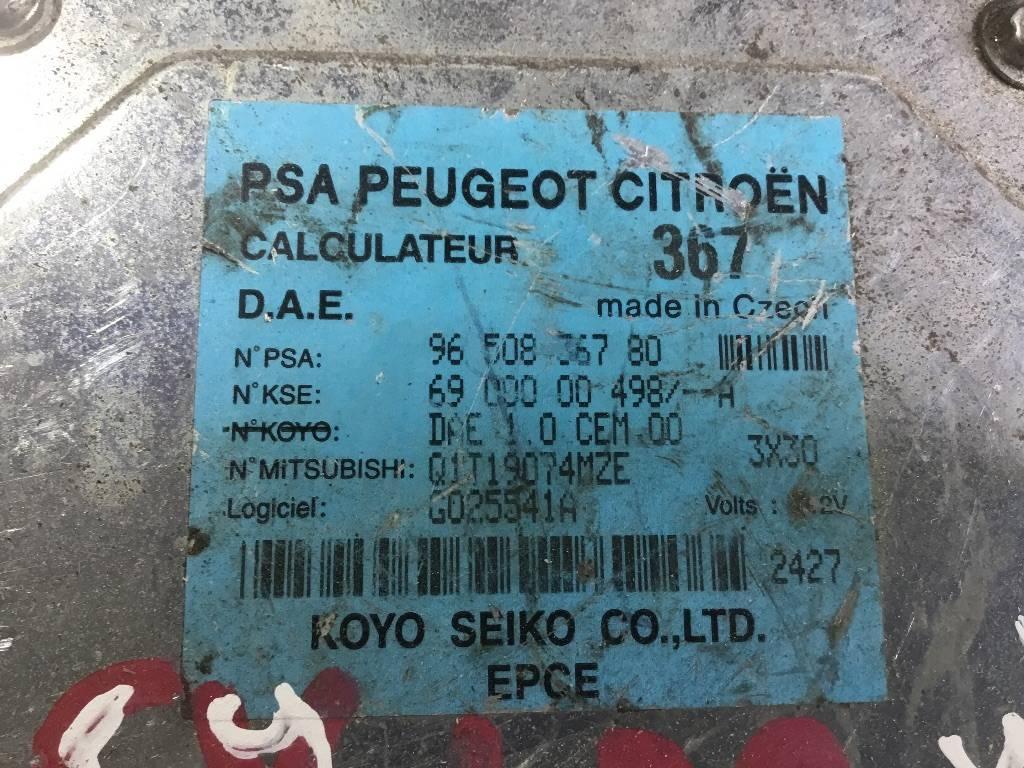 PSA PEUGEOT CITROËN
CALCULATEUR 367
D.A.E. made in Czech
N°PSA: 96 508 367 80
N°KSE: 69 000 00 498/--A
N°KOYO: DAE 1.0 CEM 00
N°MITSUBISHI: Q1T19074MZE 3X30
Logiciel: G025541A Volts :
2427
KOYO SEIKO CO.,LTD.
EPCE